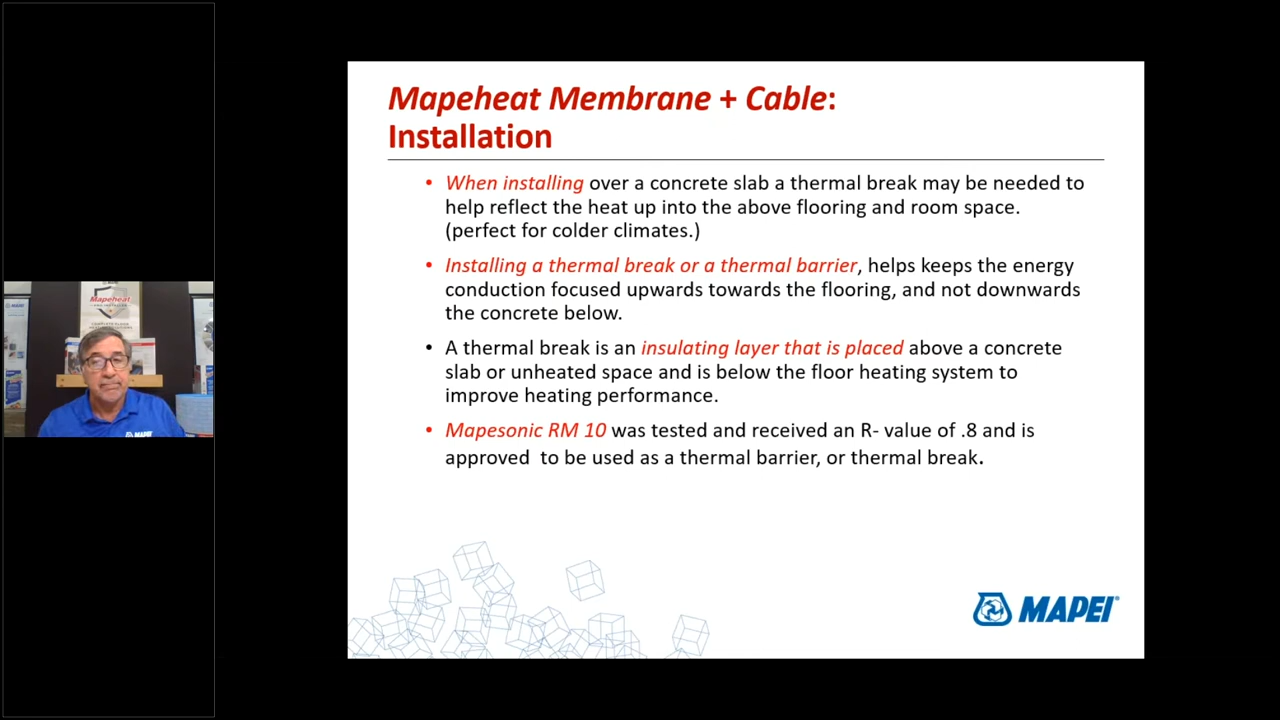 Mapeheat Membrane + Cable:
Installation
• When installing over a concrete slab a thermal break may be needed to
help reflect the heat up into the above flooring and room space.
(perfect for colder climates.)
• Installing a thermal break or a thermal barrier, helps keeps the energy
conduction focused upwards towards the flooring, and not downwards
the concrete below.
• A thermal break is an insulating layer that is placed above a concrete
slab or unheated space and is below the floor heating system to
improve heating performance.
• Mapesonic RM 10 was tested and received an R- value of .8 and is
approved to be used as a thermal barrier, or thermal break.
MAPEI®
Mapeheat
MAPEI